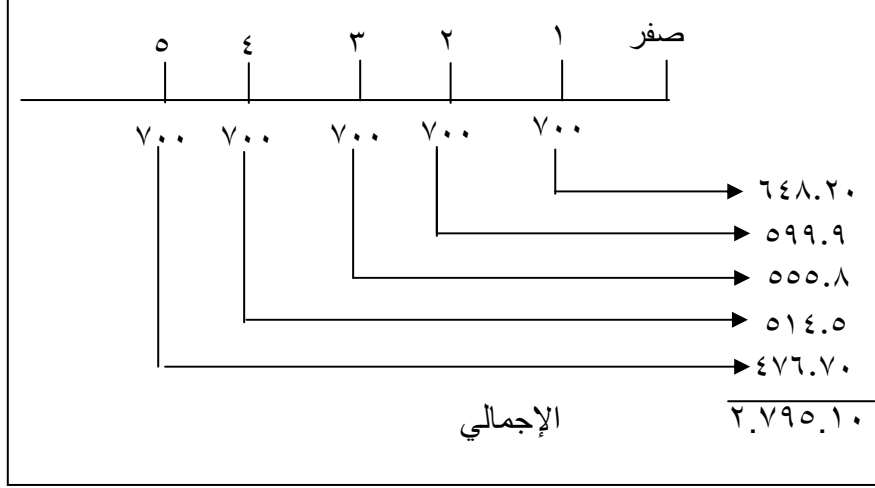 صفر ١ ٢ ٣ ٤ ٥
٧٠٠ ٧٠٠ ٧٠٠ ٧٠٠ ٧٠٠
٦٤٨.٢٠
٥٩٩.٩
٥٥٥.٨
٥١٤.٥
٤٧٦.٧٠
الإجمالي ٢.٧٩٥.١٠